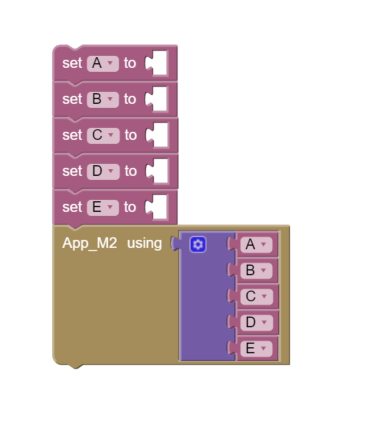 set A to
set B to
set C to
set D to
set E to
App_M2 using A
B
C
D
E